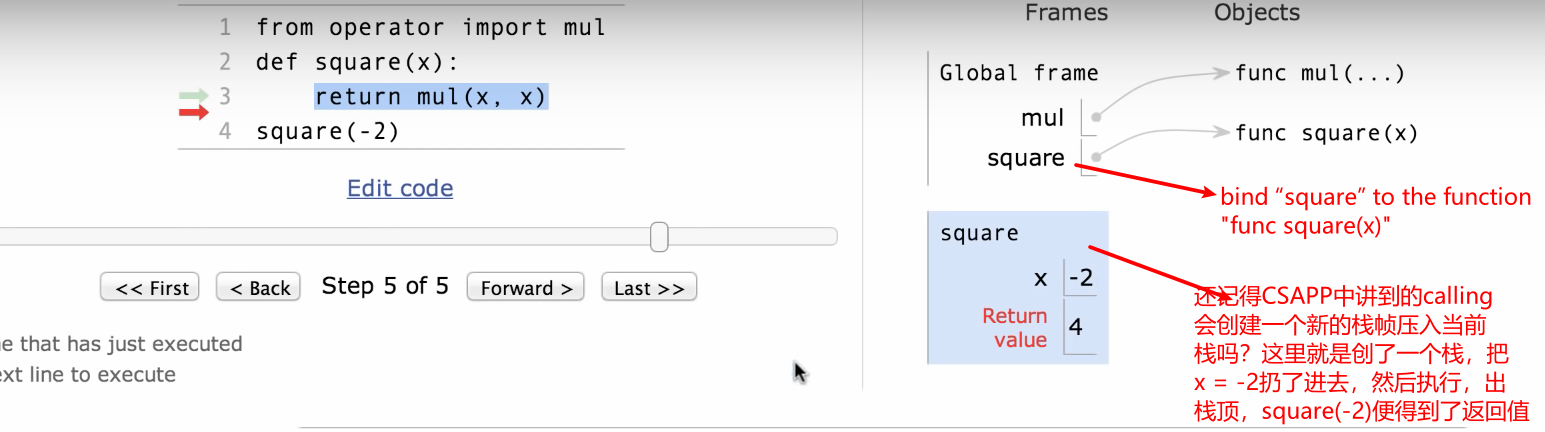 1 from operator import mul
2 def square(x):
3 return mul(x, x)
4 square(-2)
Edit code
<< First
< Back
Step 5 of 5
Forward >
Last >>
that has just executed
line to execute
Frames
Objects
Global frame
mul
square
func mul(...)
func square(x)
bind “square” to the function
"func square(x)"
square
x -2
Return
value
4
还记得CSAPP中讲到的calling
会创建一个新的栈帧压入当前
栈吗？这里就是创了一个栈，把
x = -2扔了进去，然后执行，出
栈顶，square(-2)便得到了返回值